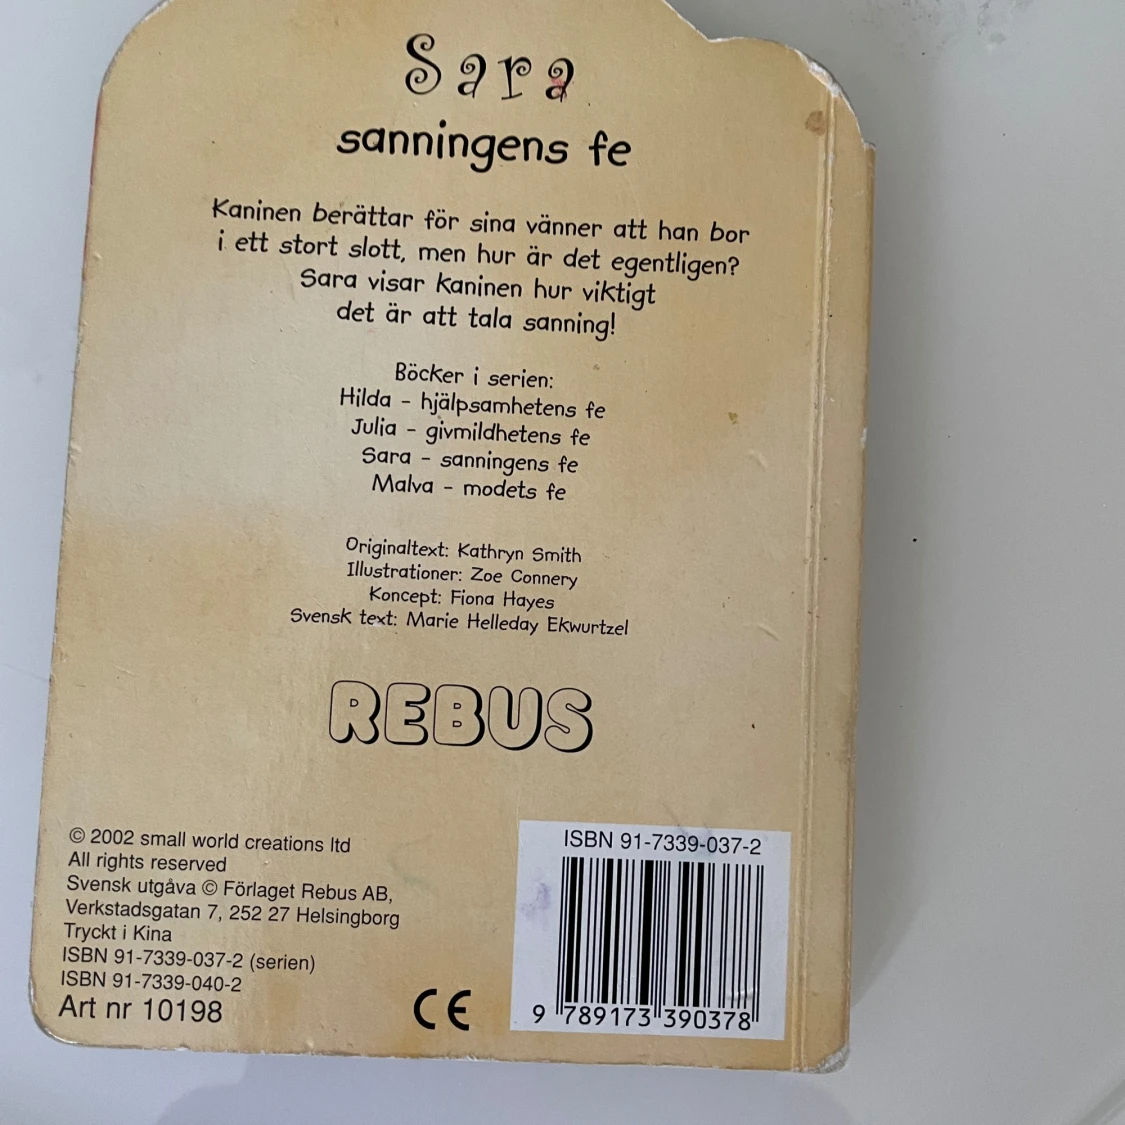 Sara
sanningens fe
Kaninen berättar för sina vänner att han bor
i ett stort slott, men hur är det egentligen?
Sara visar kaninen hur viktigt
det är att tala sanning!
Böcker i serien:
Hilda - hjälpsamhetens fe
Julia - givmildhetens fe
Sara - sanningens fe
Malva - modets fe
Originaltext: Kathryn Smith
Illustrationer: Zoe Connery
Koncept: Fiona Hayes
Svensk text: Marie Helleday Ekwurtzel
REBUS
© 2002 small world creations ltd
All rights reserved
Svensk utgåva © Förlaget Rebus AB,
Verkstadsgatan 7, 252 27 Helsingborg
Tryckt i Kina
ISBN 91-7339-037-2 (serien)
ISBN 91-7339-040-2
Art nr 10198
CE
ISBN 91-7339-037-2
9 789173 390378